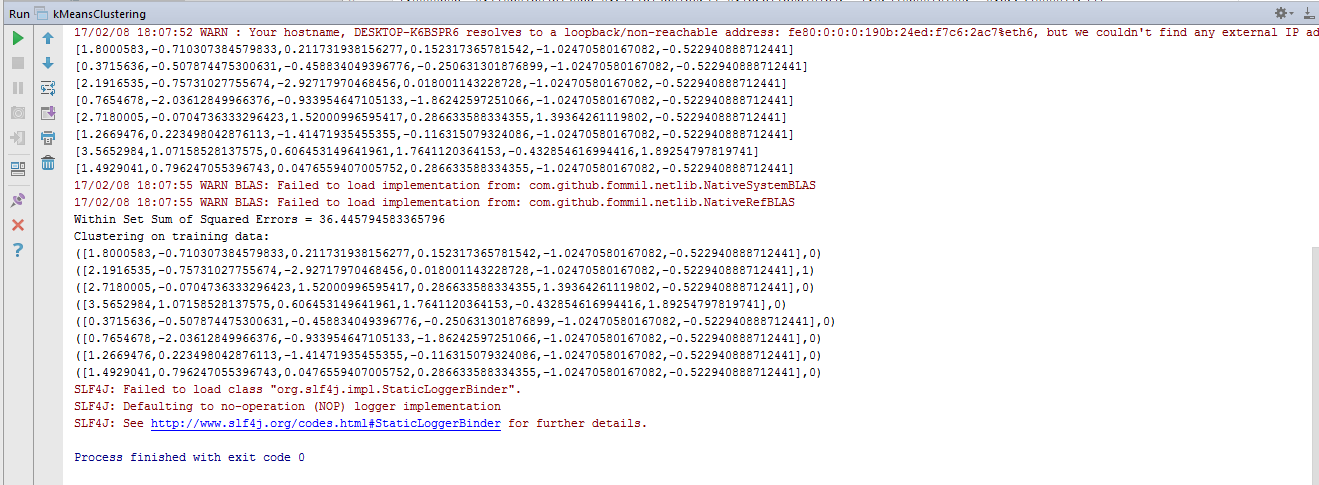 Run kMeansClustering
17/02/08 18:07:52 WARN : Your hostname, DESKTOP-K6BSPR6 resolves to a loopback/non-reachable address: fe80:0:0:0:190b:24ed:f7c6:2ac7%eth6, but we couldn't find any external IP ad
[1.8000583,-0.710307384579833,0.211731938156277,0.152317365781542,-1.02470580167082,-0.522940888712441]
[0.3715636,-0.507874475300631,-0.458834049396776,-0.250631301876899,-1.02470580167082,-0.522940888712441]
[2.1916535,-0.75731027755674,-2.92717970468456,0.018001143228728,-1.02470580167082,-0.522940888712441]
[0.7654678,-2.03612849966376,-0.933954647105133,-1.86242597251066,-1.02470580167082,-0.522940888712441]
[2.7180005,-0.0704736333296423,1.52000996595417,0.286633588334355,1.39364261119802,-0.522940888712441]
[1.2669476,0.223498042876113,-1.41471935455355,-0.116315079324086,-1.02470580167082,-0.522940888712441]
[3.5652984,1.07158528137575,0.606453149641961,1.7641120364153,-0.432854616994416,1.89254797819741]
[1.4929041,0.796247055396743,0.0476559407005752,0.286633588334355,-1.02470580167082,-0.522940888712441]
17/02/08 18:07:55 WARN BLAS: Failed to load implementation from: com.github.fommil.netlib.NativeSystemBLAS
17/02/08 18:07:55 WARN BLAS: Failed to load implementation from: com.github.fommil.netlib.NativeRefBLAS
Within Set Sum of Squared Errors = 36.445794583365796
Clustering on training data:
([1.8000583,-0.710307384579833,0.211731938156277,0.152317365781542,-1.02470580167082,-0.522940888712441],0)
([2.1916535,-0.75731027755674,-2.92717970468456,0.018001143228728,-1.02470580167082,-0.522940888712441],1)
([2.7180005,-0.0704736333296423,1.52000996595417,0.286633588334355,1.39364261119802,-0.522940888712441],0)
([3.5652984,1.07158528137575,0.606453149641961,1.7641120364153,-0.432854616994416,1.89254797819741],0)
([0.3715636,-0.507874475300631,-0.458834049396776,-0.250631301876899,-1.02470580167082,-0.522940888712441],0)
([0.7654678,-2.03612849966376,-0.933954647105133,-1.86242597251066,-1.02470580167082,-0.522940888712441],0)
([1.2669476,0.223498042876113,-1.41471935455355,-0.116315079324086,-1.02470580167082,-0.522940888712441],0)
([1.4929041,0.796247055396743,0.0476559407005752,0.286633588334355,-1.02470580167082,-0.522940888712441],0)
SLF4J: Failed to load class "org.slf4j.impl.StaticLoggerBinder".
SLF4J: Defaulting to no-operation (NOP) logger implementation
SLF4J: See http://www.slf4j.org/codes.html#StaticLoggerBinder for further details.
Process finished with exit code 0